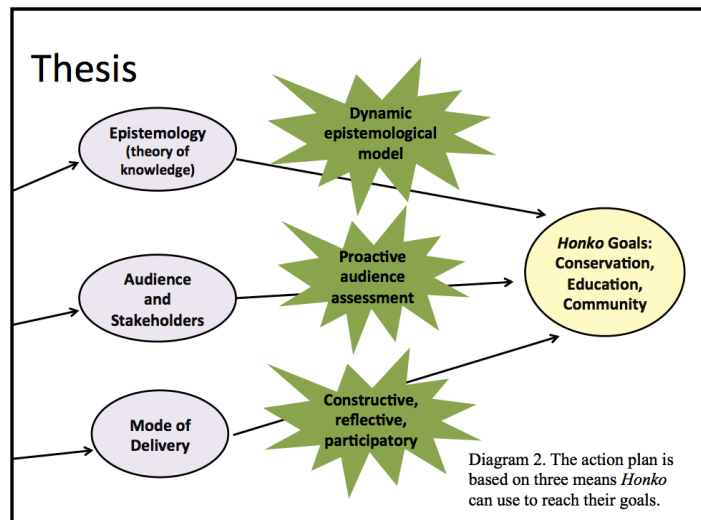 Thesis
Epistemology
(theory of
knowledge)
Dynamic
epistemological
model
Audience
and
Stakeholders
Proactive
audience
assessment
Honko Goals:
Conservation,
Education,
Community
Mode of
Delivery
Constructive,
reflective,
participatory
Diagram 2. The action plan is
based on three means Honko
can use to reach their goals.